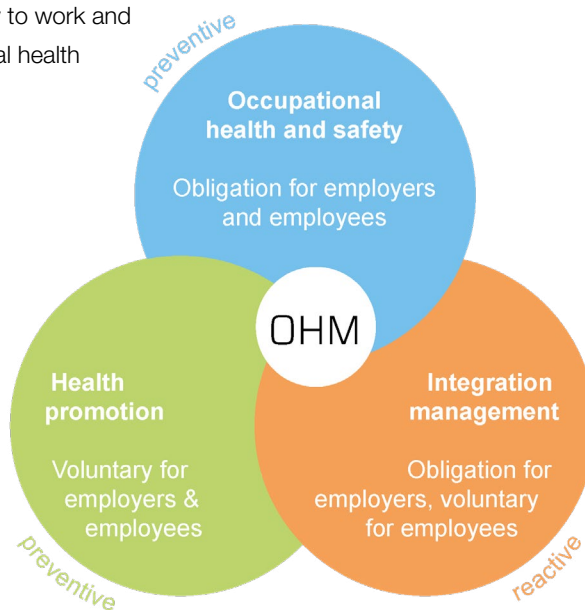 to work and
al health
preventive
Occupational
health and safety
Obligation for employers
and employees
OHM
Health
promotion
Voluntary for
employers &
employees
preventive
Integration
management
Obligation for
employers, voluntary
for employees
reactive